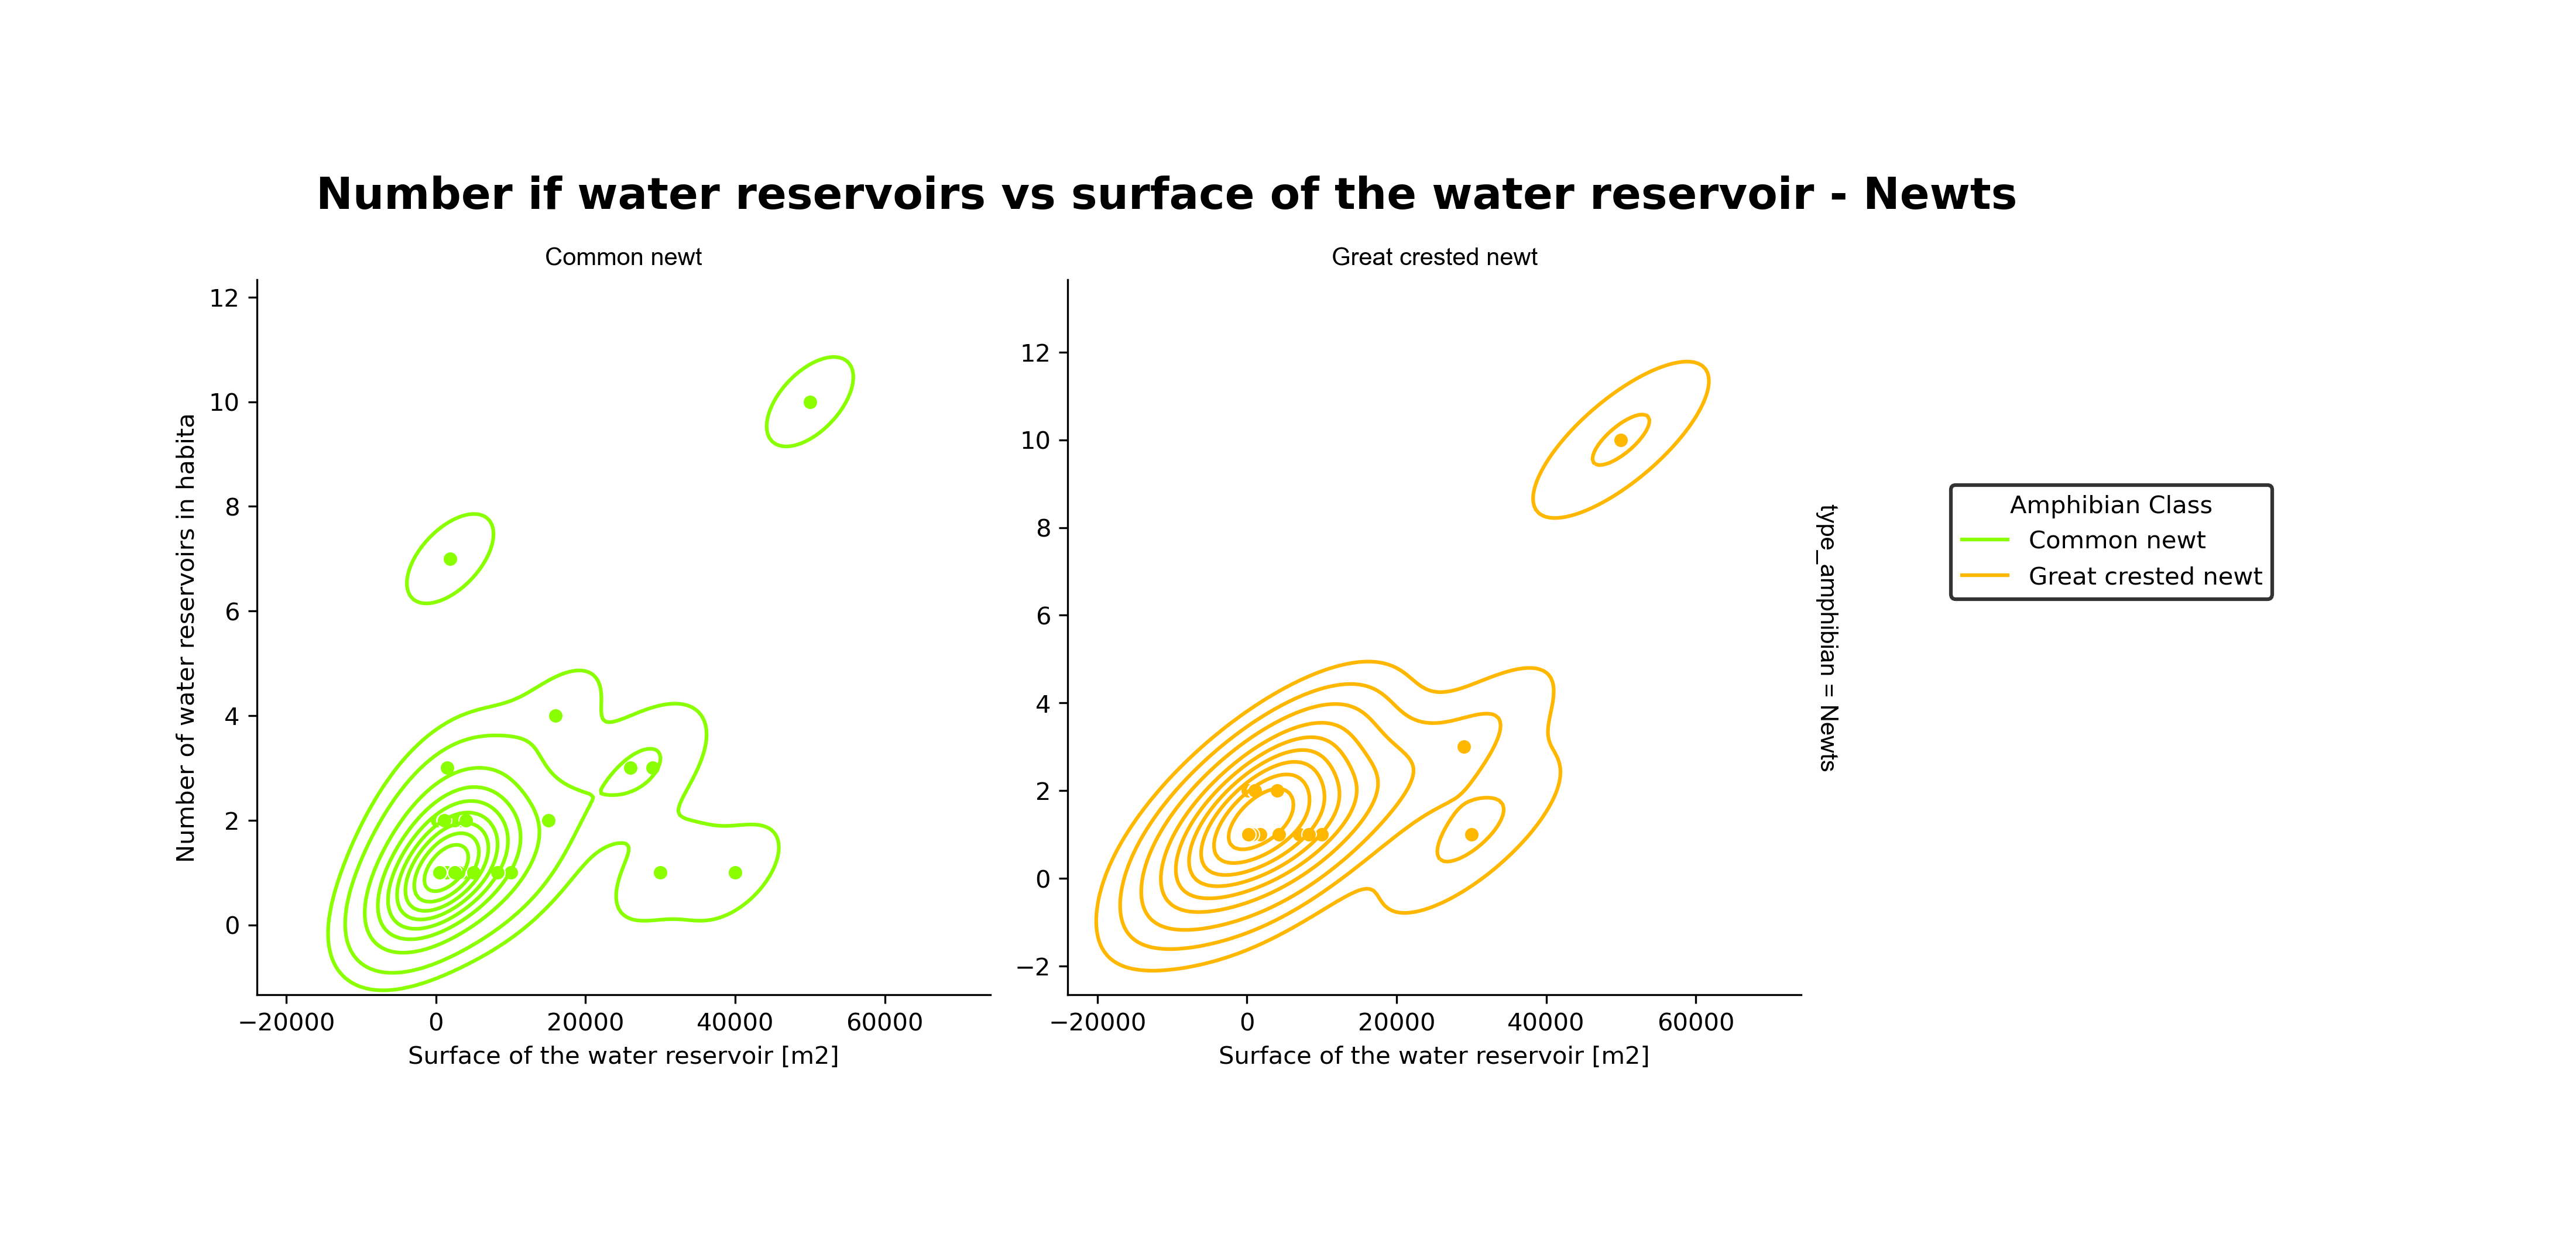 Number if water reservoirs vs surface of the water reservoir - Newts
Common newt
12
10
8
6
4
2
0
Number of water reservoirs in habita
−20000 0 20000 40000 60000
Surface of the water reservoir [m2]
Great crested newt
12
10
8
6
4
2
0
−2
−20000 0 20000 40000 60000
Surface of the water reservoir [m2]
type_amphibian = Newts
Amphibian Class
Common newt
Great crested newt